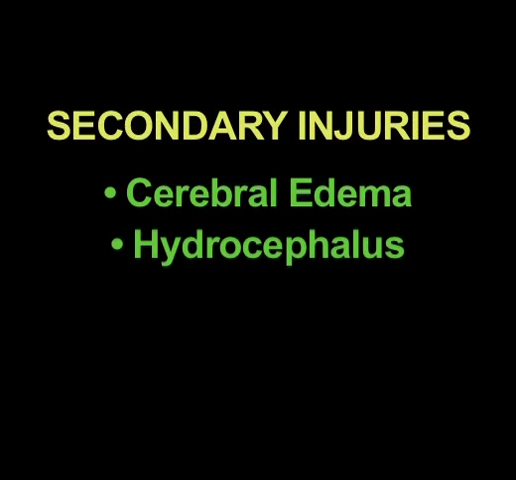 SECONDARY INJURIES
• Cerebral Edema
• Hydrocephalus